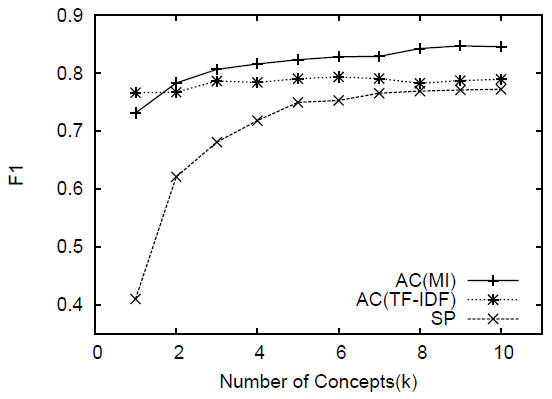 0.9
0.8
0.7
0.6
0.5
0.4
F1
AC(MI)
AC(TF-IDF)
SP
0 2 4 6 8 10
Number of Concepts(k)